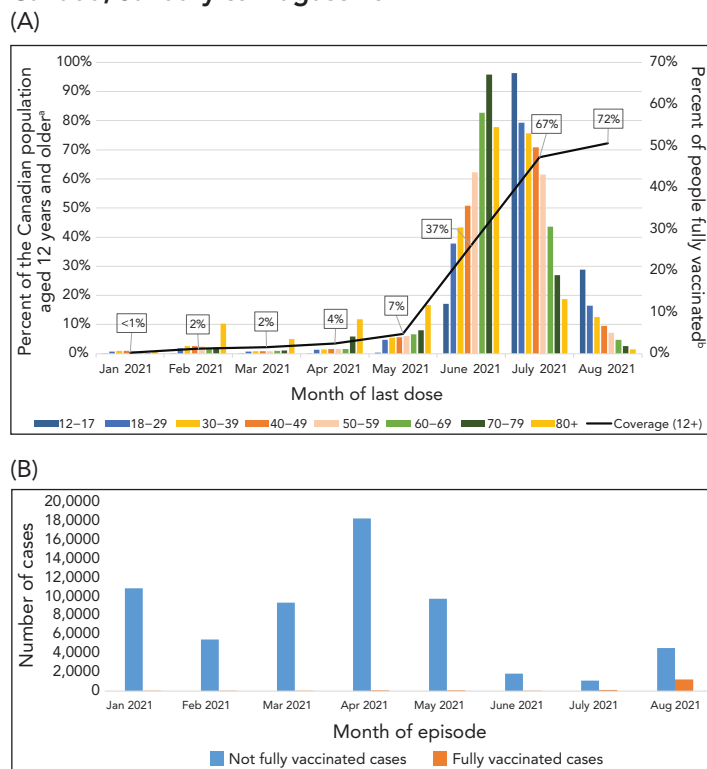 (A)
Percent of the Canadian population
aged 12 years and olderª
100%
90%
80%
70%
60%
50%
40%
30%
20%
10%
0%
70%
60%
50%
40%
30%
20%
10%
0%
Percent of people fully vaccinatedᵇ
<1%
2%
2%
4%
7%
37%
67%
72%
Jan 2021
Feb 2021
Mar 2021
Apr 2021
May 2021
June 2021
July 2021
Aug 2021
Month of last dose
12–17
18–29
30–39
40–49
50–59
60–69
70–79
80+
Coverage (12+)
(B)
Number of cases
20,0000
18,0000
16,0000
14,0000
12,0000
10,0000
8,0000
6,0000
4,0000
2,0000
0
Jan 2021
Feb 2021
Mar 2021
Apr 2021
May 2021
June 2021
July 2021
Aug 2021
Month of episode
Not fully vaccinated cases
Fully vaccinated cases